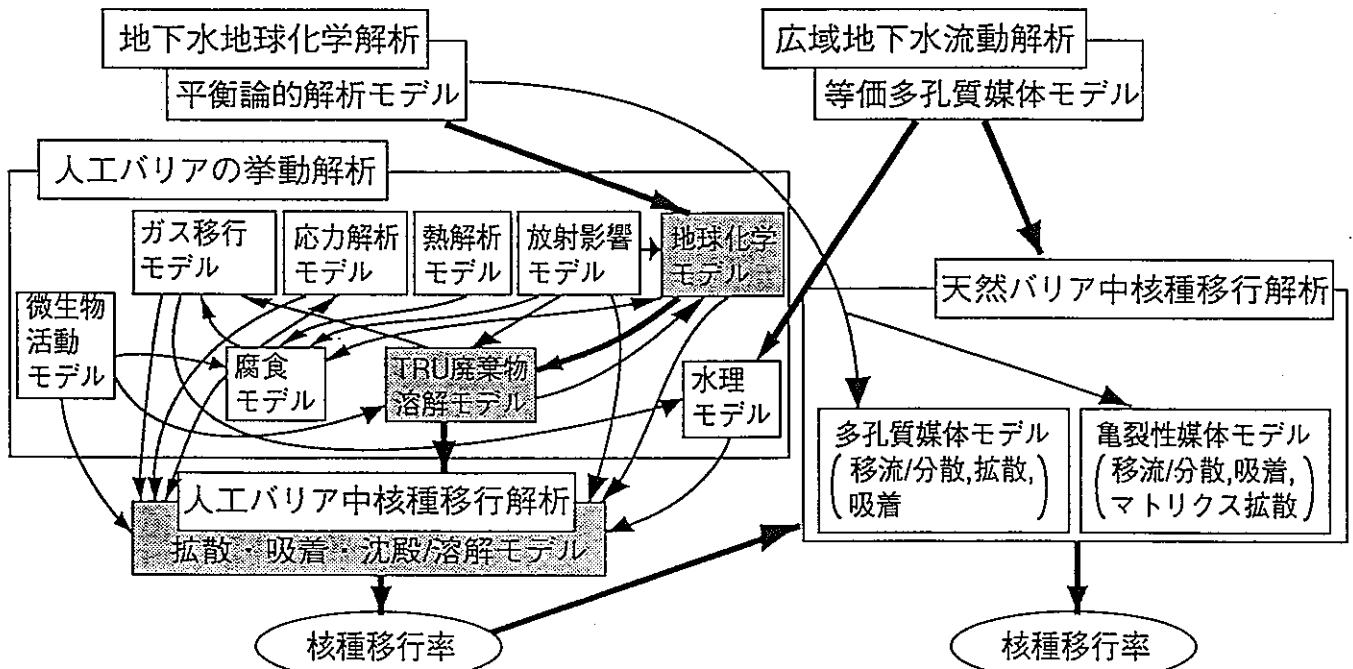 地下水地球化学解析
平衡論的解析モデル
広域地下水流動解析
等価多孔質媒体モデル
人工バリアの挙動解析
ガス移行
モデル
応力解析
モデル
熱解析
モデル
放射影響
モデル
地球化学
モデル
微生物
活動
モデル
腐食
モデル
TRU廃棄物
溶解モデル
水理
モデル
人工バリア中核種移行解析
拡散・吸着・沈殿/溶解モデル
核種移行率
天然バリア中核種移行解析
多孔質媒体モデル
(移流/分散,拡散,
吸着)
亀裂性媒体モデル
(移流/分散,吸着,
マトリクス拡散)
核種移行率